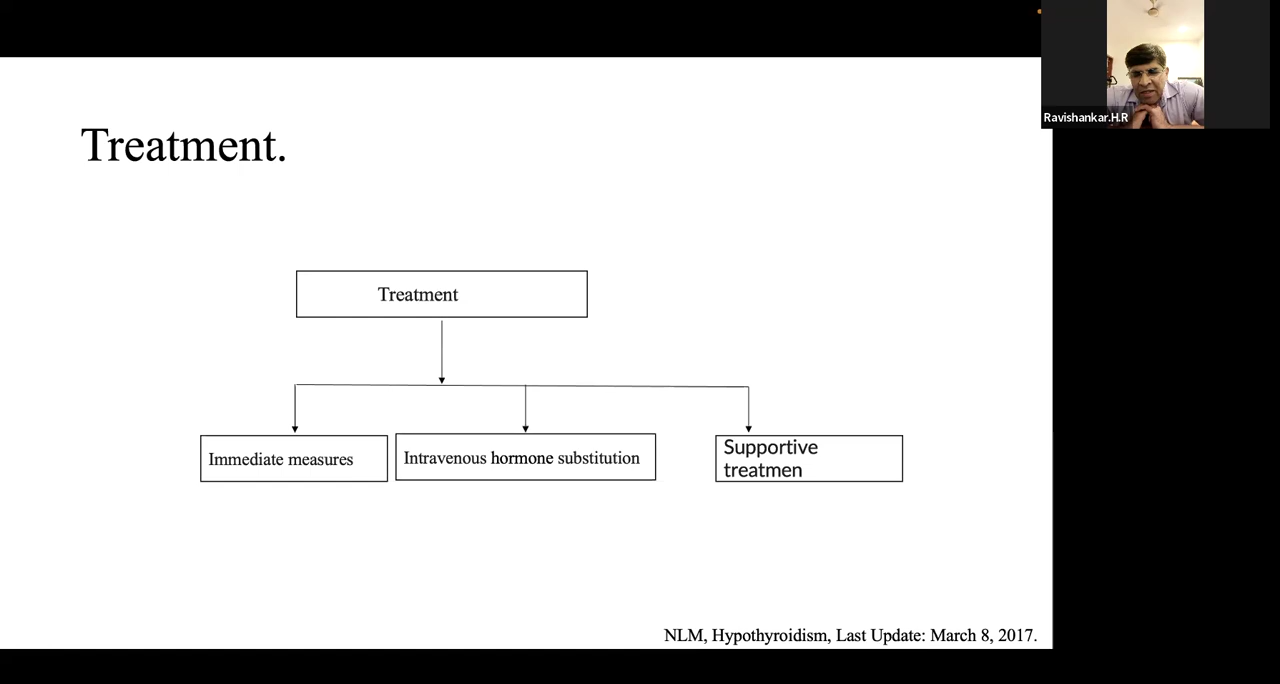 Ravishankar.H.R
Treatment.
Treatment
Immediate measures
Intravenous hormone substitution
Supportive
treatmen
NLM, Hypothyroidism, Last Update: March 8, 2017.